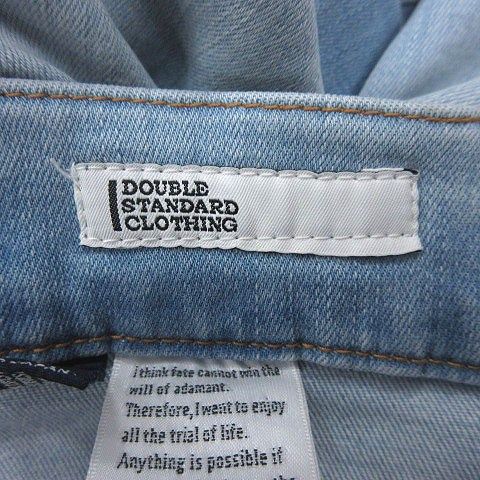 DOUBLE
STANDARD
CLOTHING
I think fate cannot win the
will of adamant.
Therefore, I want to enjoy
all the trial of life.
Anything is possible if